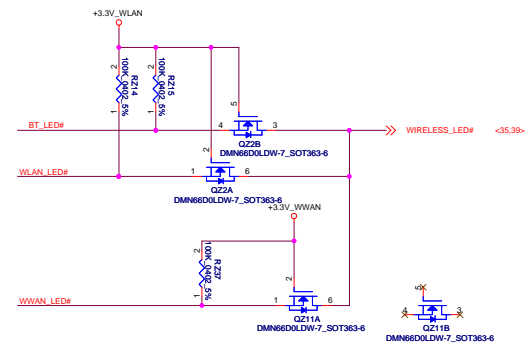 +3.3V_WLAN
2
1
RZ14
100K_0402_5%
2
1
RZ15
100K_0402_5%
5
BT_LED#
4
3
WIRELESS_LED#
<35,39>
QZ2B
DMN66D0LDW-7_SOT363-6
2
WLAN_LED#
1
6
QZ2A
DMN66D0LDW-7_SOT363-6
+3.3V_WWAN
2
1
RZ37
100K_0402_5%
2
WWAN_LED#
1
6
QZ11A
DMN66D0LDW-7_SOT363-6
5
4
3
QZ11B
DMN66D0LDW-7_SOT363-6